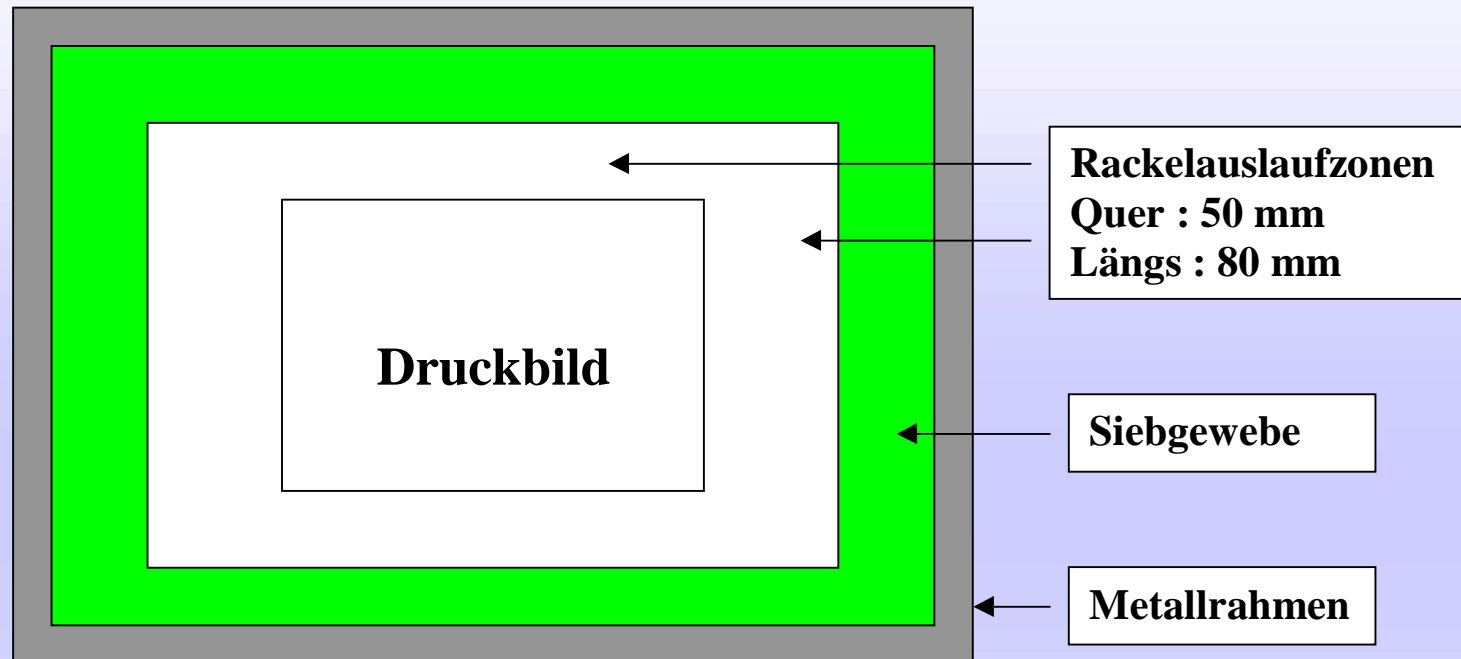 Rackelauslaufzonen
Quer : 50 mm
Längs : 80 mm
Druckbild
Siebgewebe
Metallrahmen